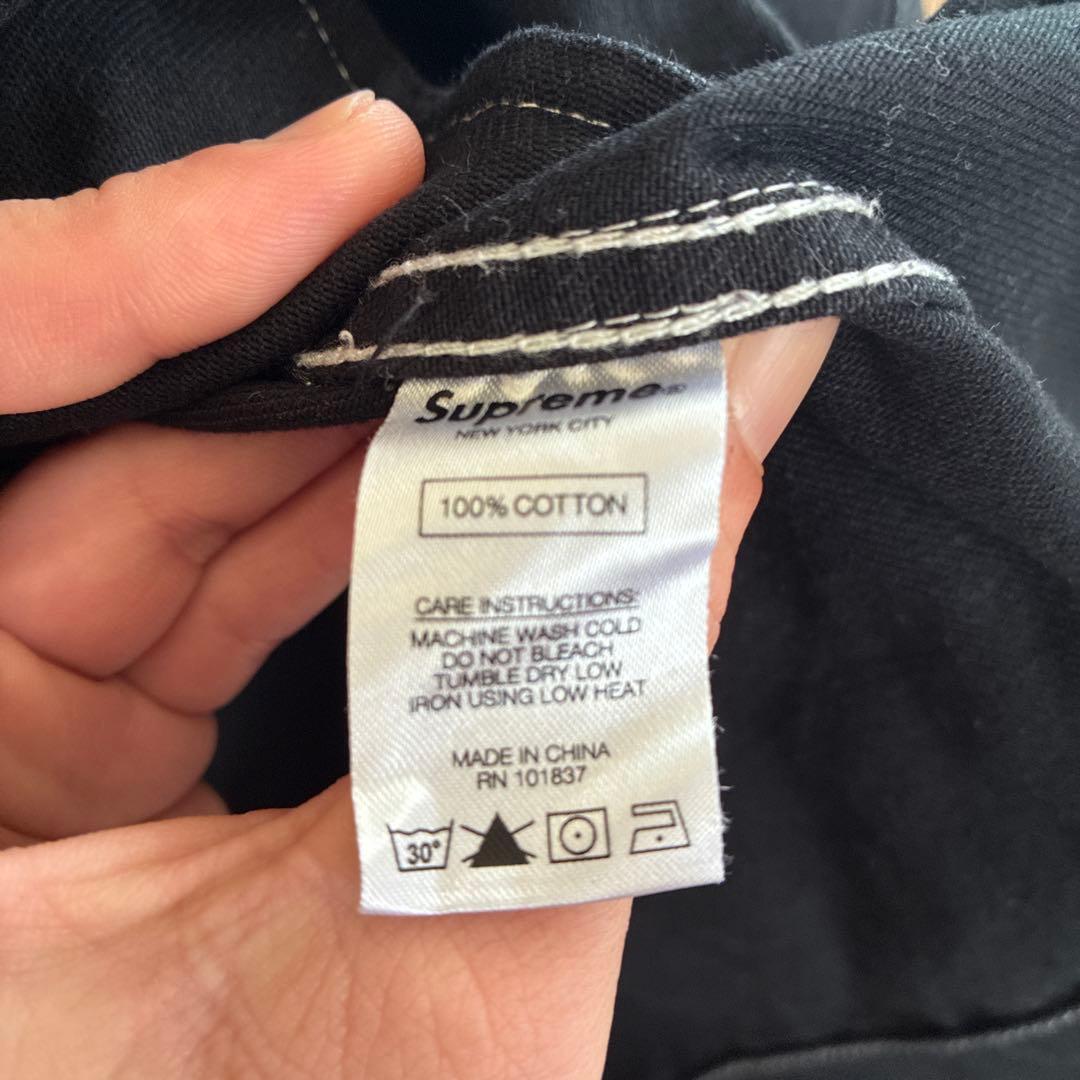 Supreme®
NEW YORK CITY
100% COTTON
CARE INSTRUCTIONS:
MACHINE WASH COLD
DO NOT BLEACH
TUMBLE DRY LOW
IRON USING LOW HEAT
MADE IN CHINA
RN 101837
30°